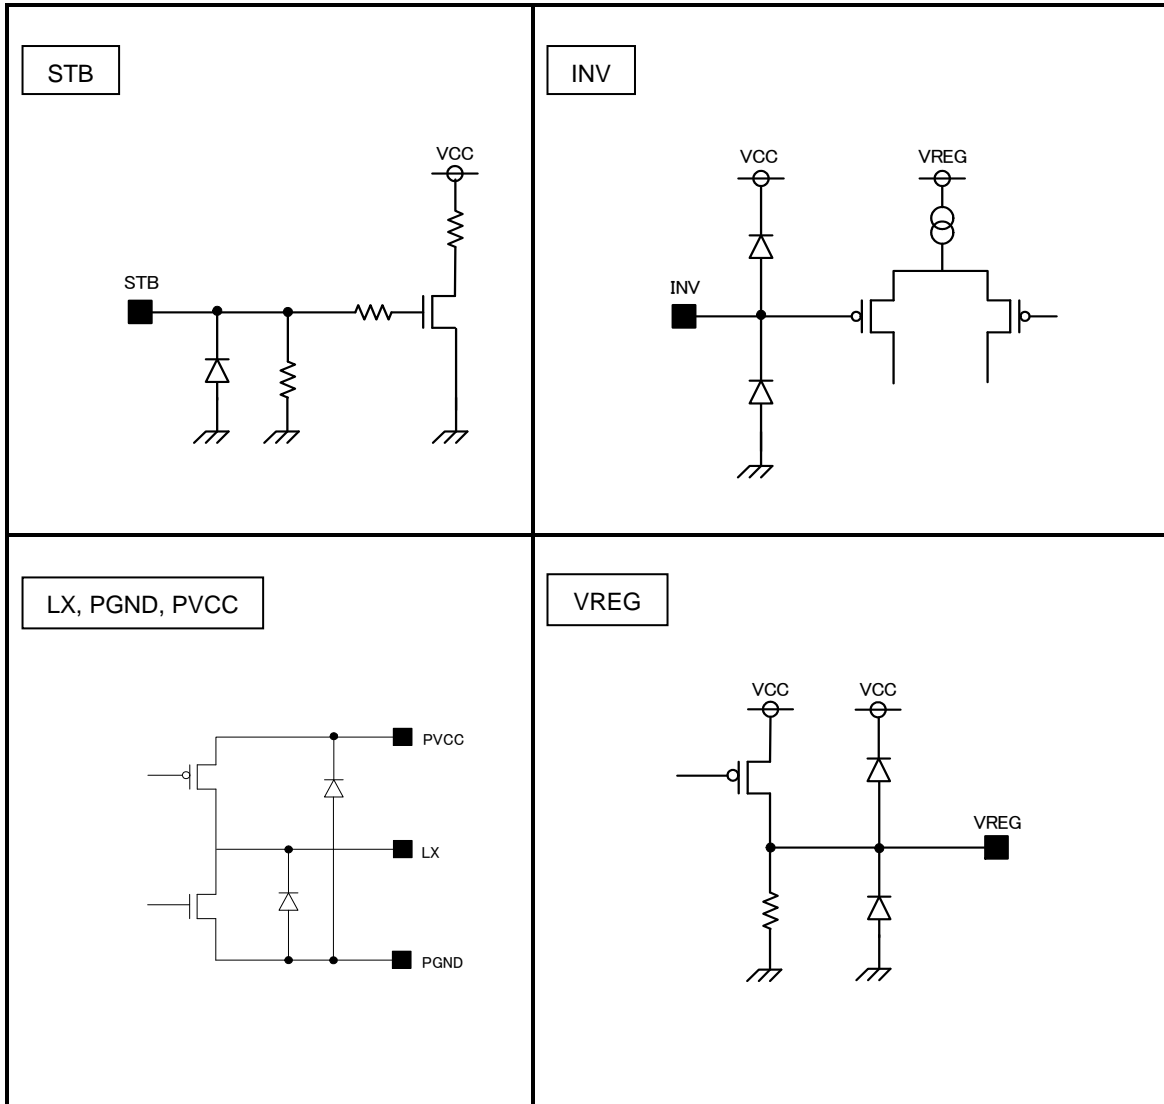 STB
VCC
STB
INV
VCC
VREG
INV
LX, PGND, PVCC
PVCC
LX
PGND
VREG
VCC
VCC
VREG